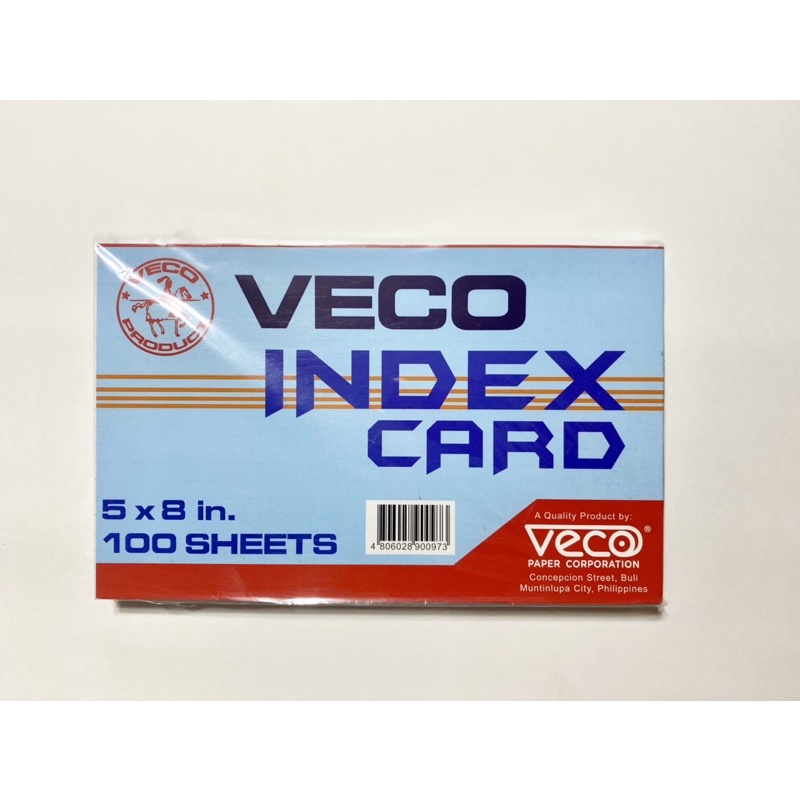 VECO
PRODUCT
VECO
INDEX
CARD
5 x 8 in.
100 SHEETS
4 806028 900973
A Quality Product by:
veco®
PAPER CORPORATION
Concepcion Street, Buli
Muntinlupa City, Philippines